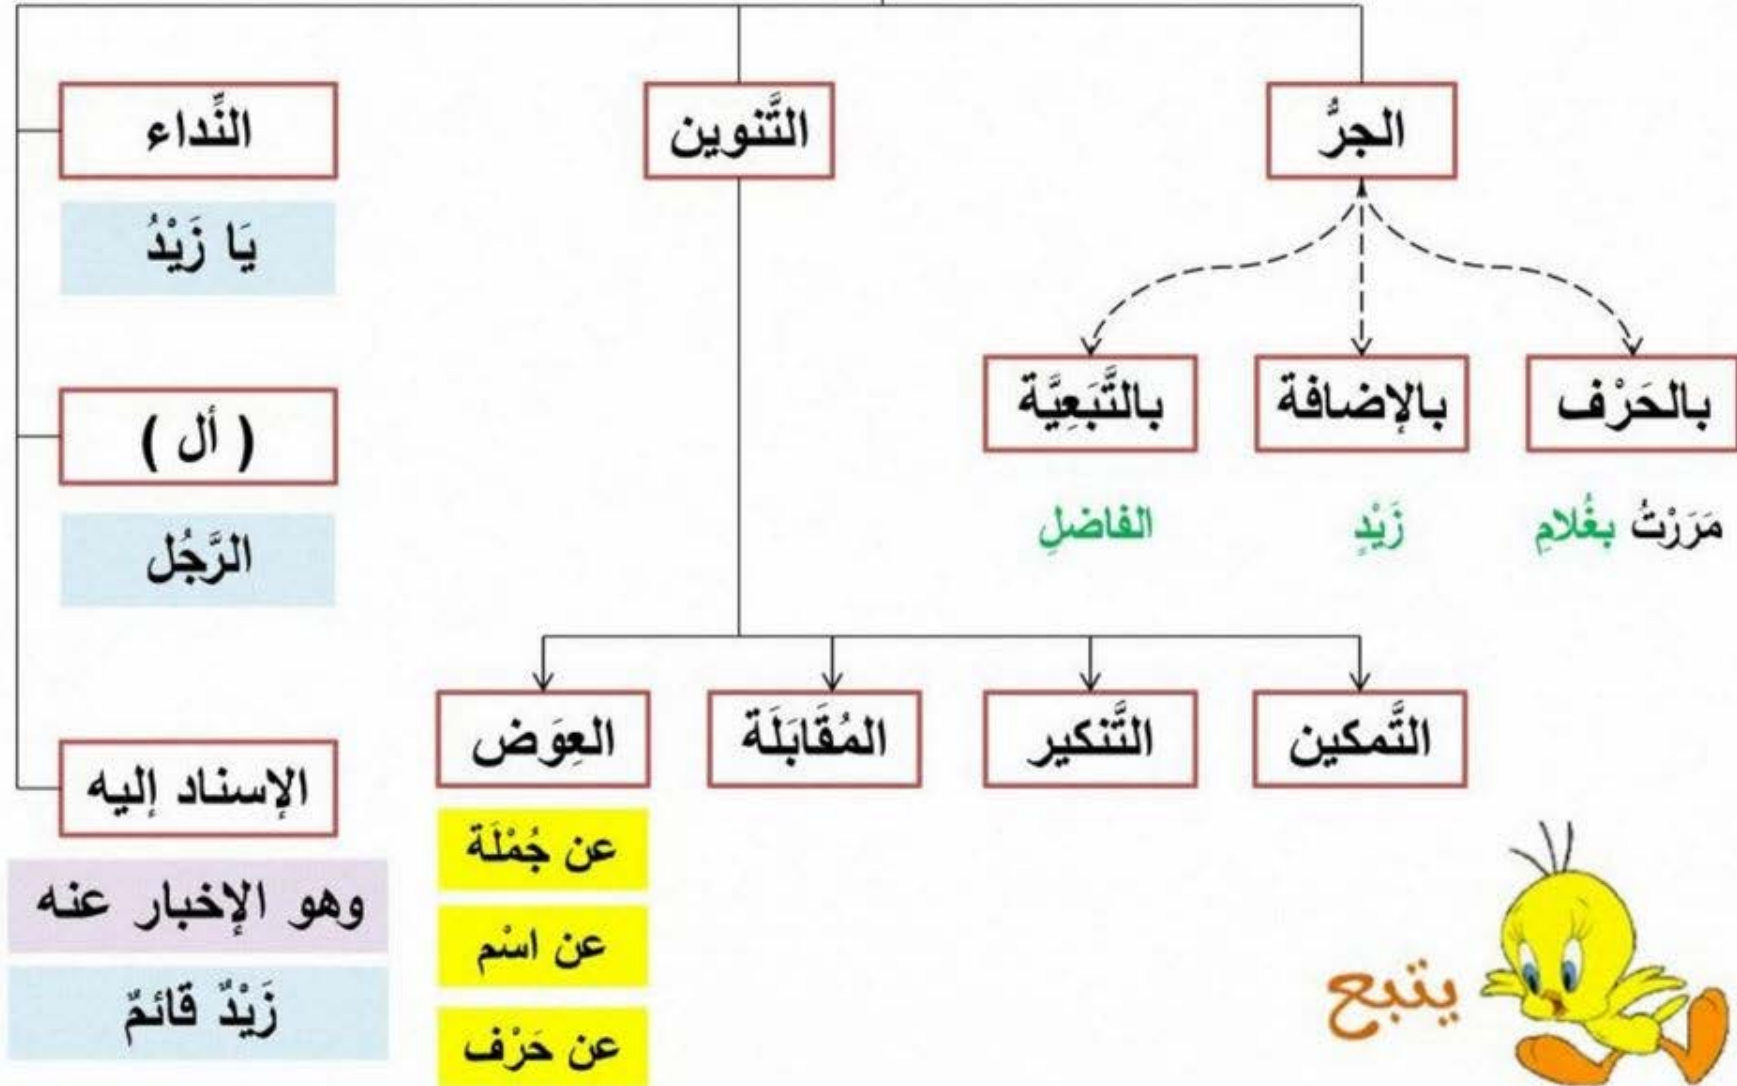 الجرُّ
التَّنوين
النِّداء
يَا زَيْدُ
بالحَرْف
بالإضافة
بالتَّبَعِيَّة
( أل )
مَرَرْتُ بغُلامِ
زَيْدٍ
الفاضلِ
الرَّجُل
التَّمكين
التَّنكير
المُقَابَلَة
العِوَض
الإسناد إليه
عن جُمْلَة
وهو الإخبار عنه
عن اسْم
زَيْدٌ قائمٌ
عن حَرْف
يتبع